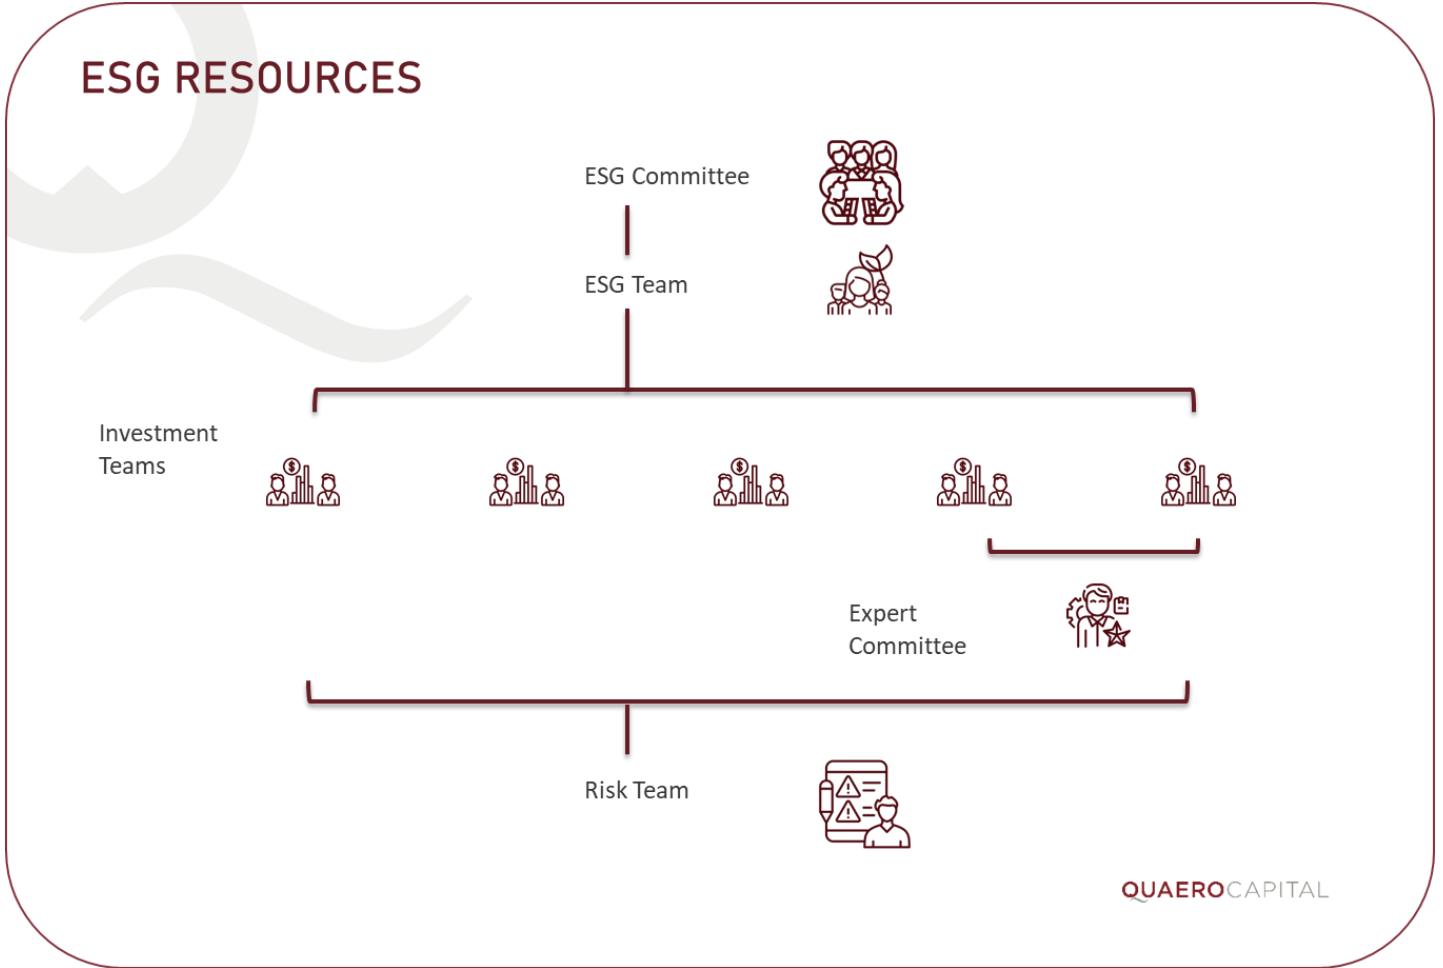 ESG RESOURCES
ESG Committee
ESG Team
Investment
Teams
$ $ $ $ $
Expert
Committee
Risk Team
QUAEROCAPITAL